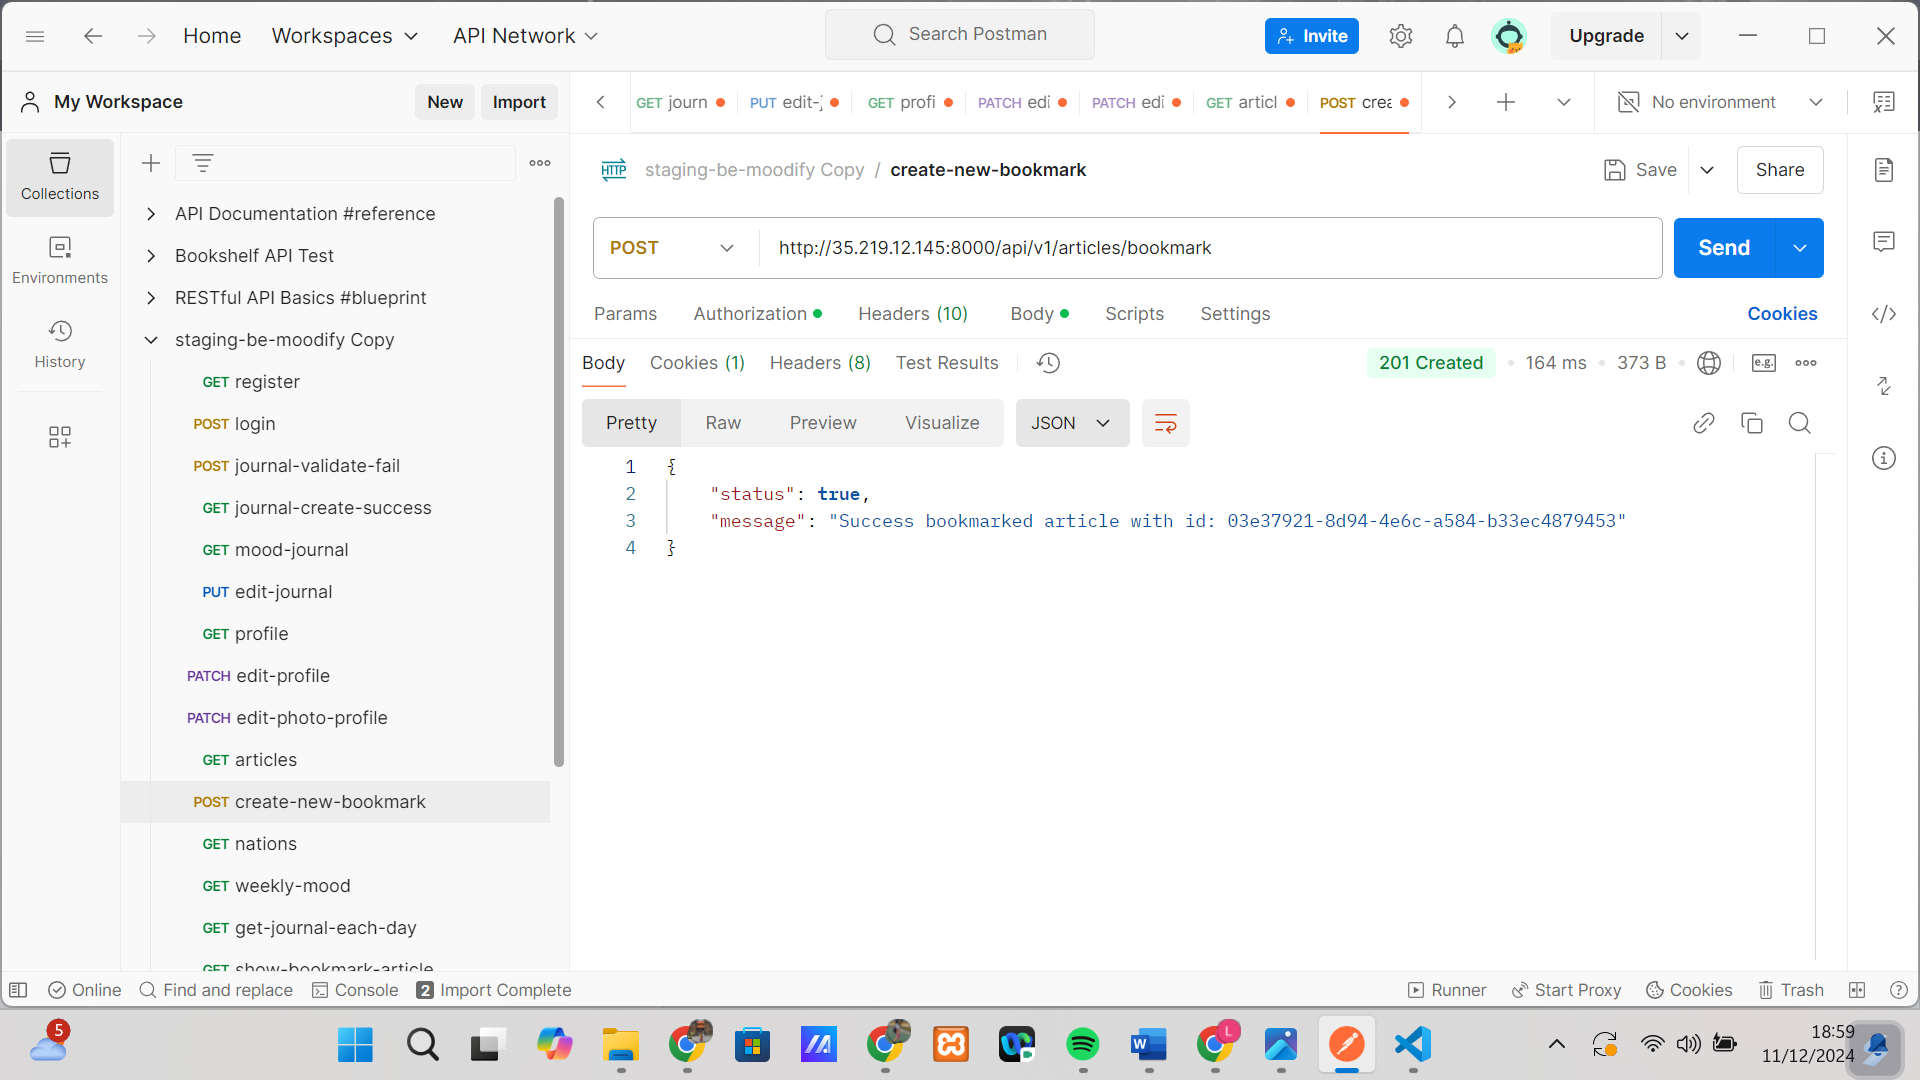 Home Workspaces API Network Search Postman Invite Upgrade
My Workspace New Import GET journ PUT edit-j GET profi PATCH edi PATCH edi GET articl POST crea No environment
Collections
Environments
History
API Documentation #reference
Bookshelf API Test
RESTful API Basics #blueprint
staging-be-moodify Copy
GET register
POST login
POST journal-validate-fail
GET journal-create-success
GET mood-journal
PUT edit-journal
GET profile
PATCH edit-profile
PATCH edit-photo-profile
GET articles
POST create-new-bookmark
GET nations
GET weekly-mood
GET get-journal-each-day
GET show-bookmark-article
HTTP staging-be-moodify Copy / create-new-bookmark Save Share
POST http://35.219.12.145:8000/api/v1/articles/bookmark Send
Params Authorization Headers (10) Body Scripts Settings Cookies
Body Cookies (1) Headers (8) Test Results 201 Created 164 ms 373 B e.g.
Pretty Raw Preview Visualize JSON
1 {
2 "status": true,
3 "message": "Success bookmarked article with id: 03e37921-8d94-4e6c-a584-b33ec4879453"
4 }
Online Find and replace Console 2 Import Complete Runner Start Proxy Cookies Trash
5 L 18:59
11/12/2024